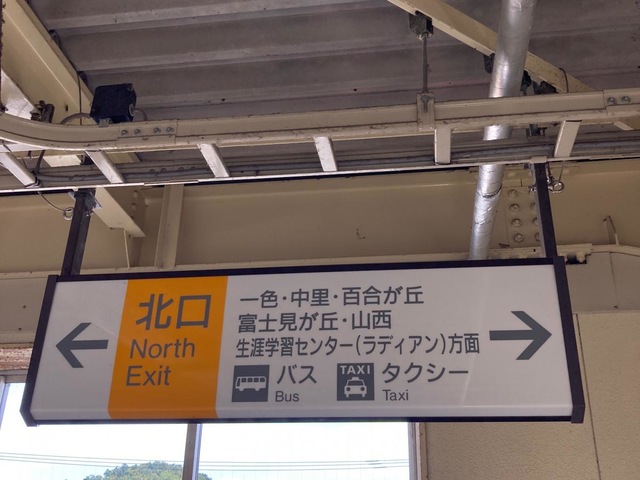 北口
North
Exit
一色・中里・百合が丘
富士見が丘・山西
生涯学習センター(ラディアン)方面
バス
Bus
TAXI
タクシー
Taxi